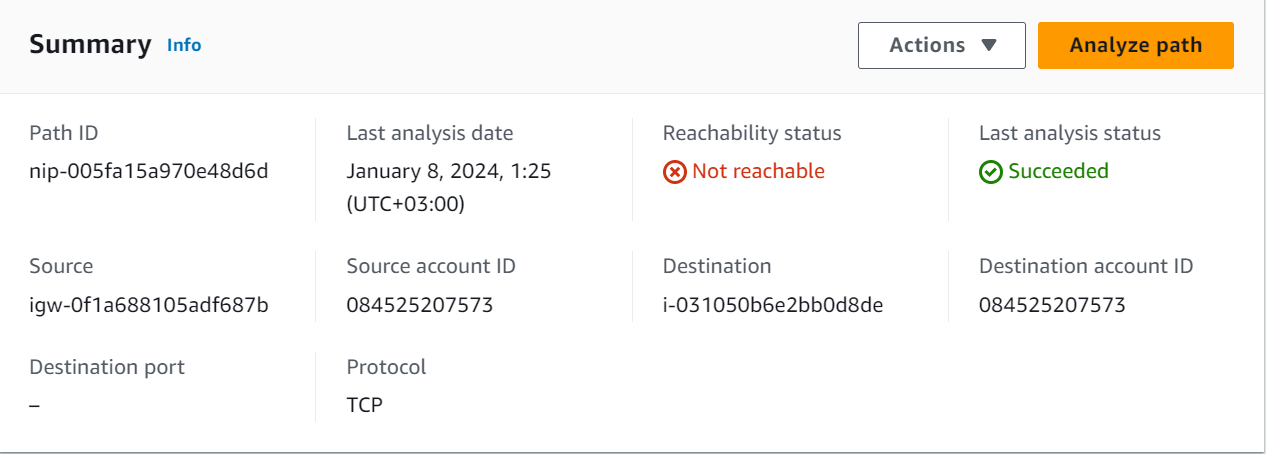 Summary Info
Actions ▼ Analyze path
Path ID
nip-005fa15a970e48d6d
Last analysis date
January 8, 2024, 1:25
(UTC+03:00)
Reachability status
Not reachable
Last analysis status
Succeeded
Source
igw-0f1a688105adf687b
Source account ID
084525207573
Destination
i-031050b6e2bb0d8de
Destination account ID
084525207573
Destination port
–
Protocol
TCP